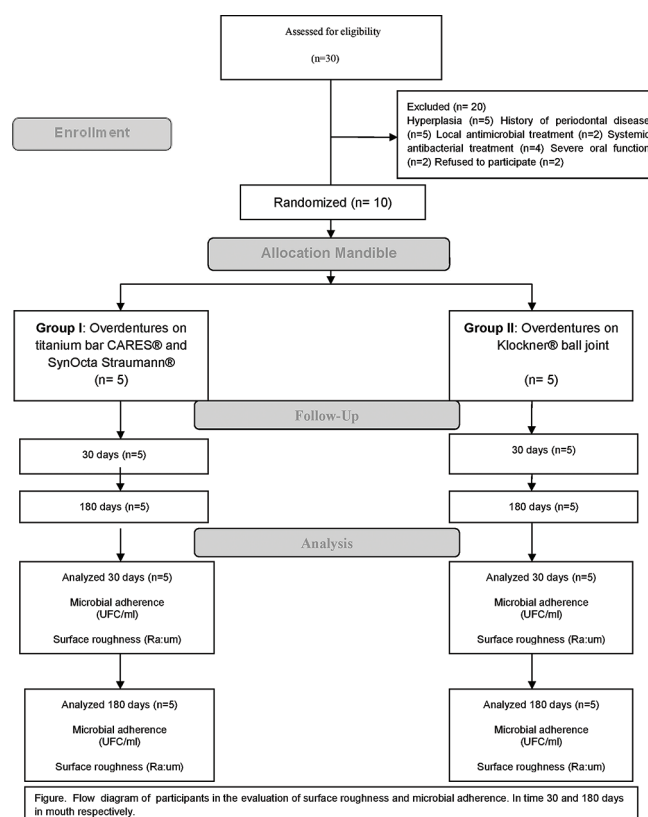 Assessed for eligibility
(n=30)
Enrollment
Excluded (n= 20)
Hyperplasia (n=5) History of periodontal disease
(n=5) Local antimicrobial treatment (n=2) Systemic
antibacterial treatment (n=4) Severe oral function
(n=2) Refused to participate (n=2)
Randomized (n= 10)
Allocation Mandible
Group I: Overdentures on
titanium bar CARES® and
SynOcta Straumann®
(n= 5)
Group II: Overdentures on
Klockner® ball joint
(n= 5)
Follow-Up
30 days (n=5)
30 days (n=5)
180 days (n=5)
180 days (n=5)
Analysis
Analyzed 30 days (n=5)
Microbial adherence
(UFC/ml)
Surface roughness (Ra:um)
Analyzed 30 days (n=5)
Microbial adherence
(UFC/ml)
Surface roughness (Ra:um)
Analyzed 180 days (n=5)
Microbial adherence
(UFC/ml)
Surface roughness (Ra:um)
Analyzed 180 days (n=5)
Microbial adherence
(UFC/ml)
Surface roughness (Ra:um)
Figure. Flow diagram of participants in the evaluation of surface roughness and microbial adherence. In time 30 and 180 days
in mouth respectively.